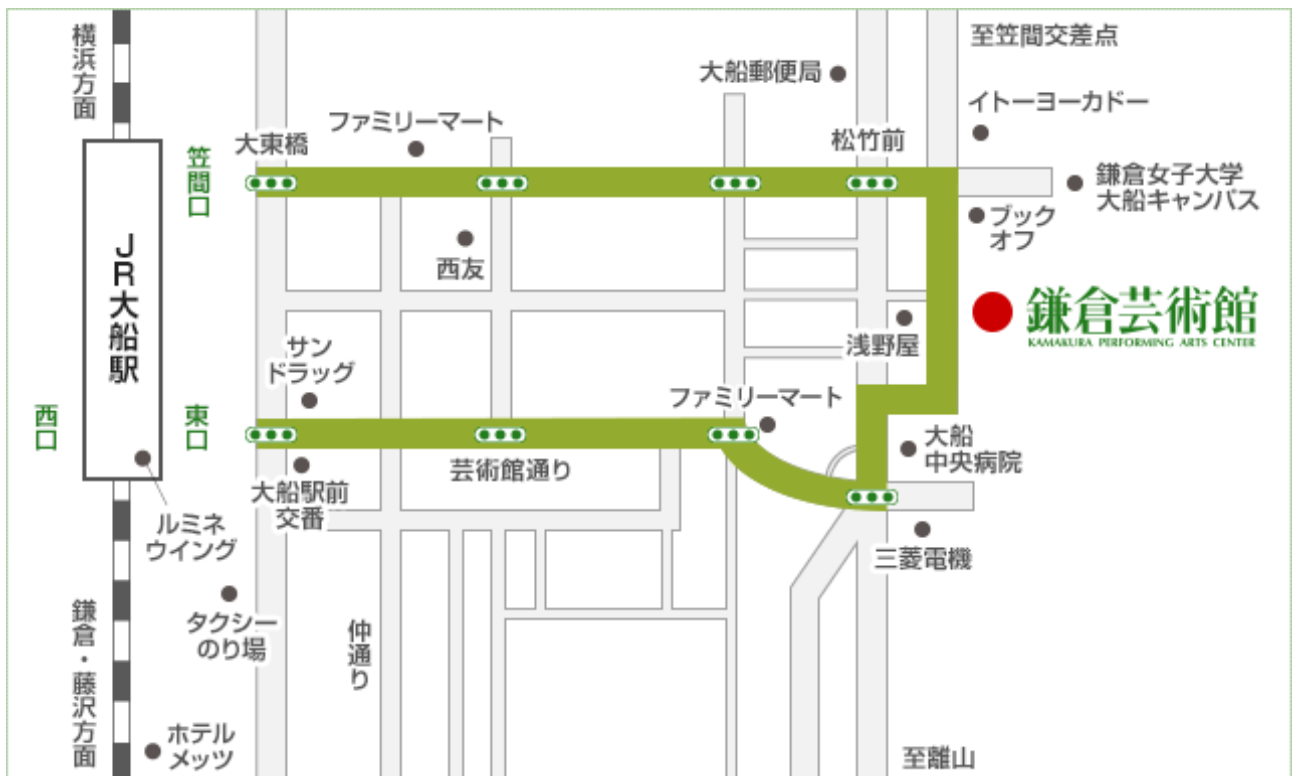 横浜方面
至笠間交差点
大船郵便局
イトーヨーカドー
ファミリーマート
大東橋
松竹前
笠間口
鎌倉女子大学
大船キャンパス
ブック
オフ
西友
JR大船駅
鎌倉芸術館
KAMAKURA PERFORMING ARTS CENTER
浅野屋
サン
ドラッグ
ファミリーマート
西口
東口
大船
中央病院
芸術館通り
大船駅前
交番
ルミネ
ウイング
三菱電機
タクシー
のり場
仲通り
鎌倉・藤沢方面
ホテル
メッツ
至離山